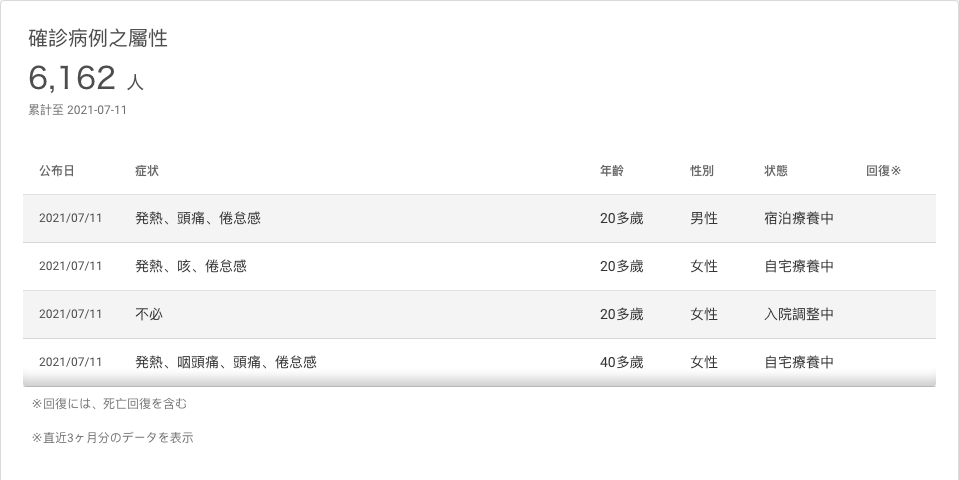 確診病例之屬性
6,162 人
累計至 2021-07-11
公布日 症状 年齡 性別 状態 回復※
2021/07/11 発熱、頭痛、倦怠感 20多歲 男性 宿泊療養中
2021/07/11 発熱、咳、倦怠感 20多歲 女性 自宅療養中
2021/07/11 不必 20多歲 女性 入院調整中
2021/07/11 発熱、咽頭痛、頭痛、倦怠感 40多歲 女性 自宅療養中
※回復には、死亡回復を含む
※直近3ヶ月分のデータを表示